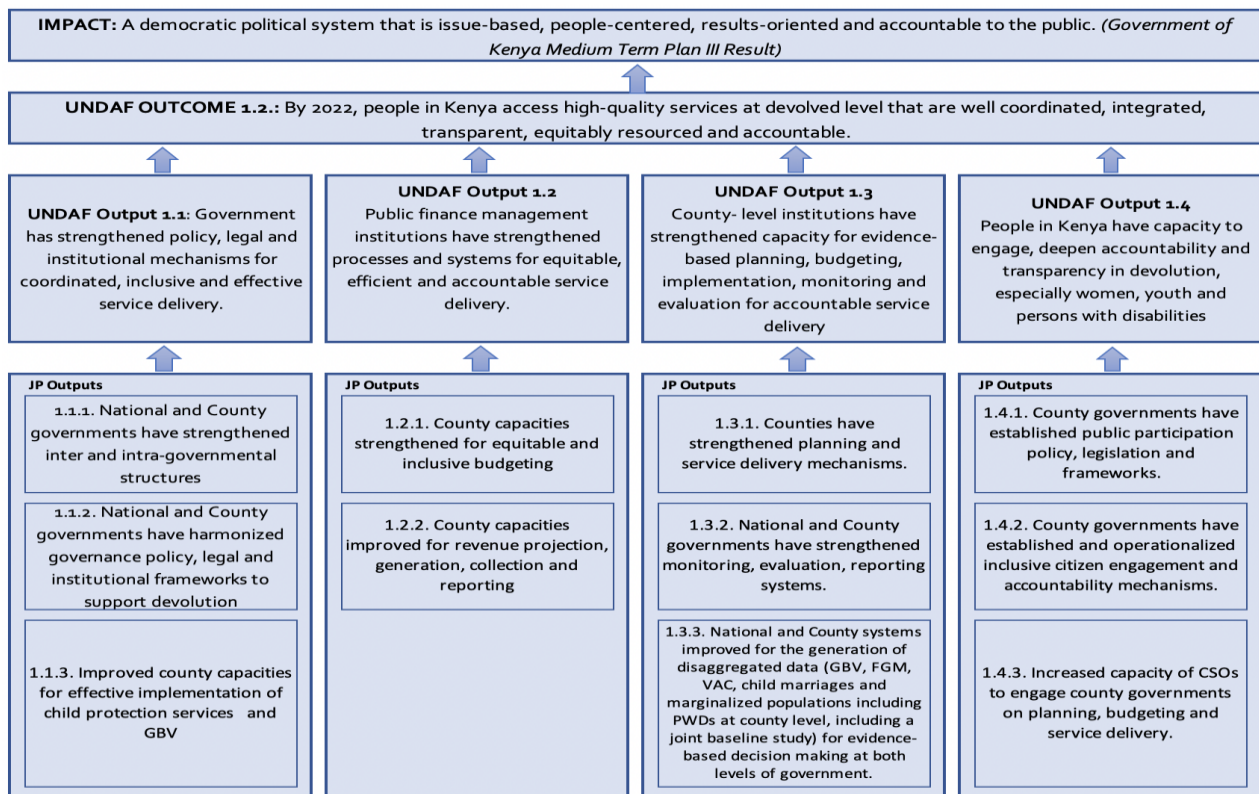 IMPACT: A democratic political system that is issue-based, people-centered, results-oriented and accountable to the public. (Government of
Kenya Medium Term Plan III Result)
UNDAF OUTCOME 1.2.: By 2022, people in Kenya access high-quality services at devolved level that are well coordinated, integrated,
transparent, equitably resourced and accountable.
UNDAF Output 1.1: Government
has strengthened policy, legal and
institutional mechanisms for
coordinated, inclusive and effective
service delivery.
UNDAF Output 1.2
Public finance management
institutions have strengthened
processes and systems for equitable,
efficient and accountable service
delivery.
UNDAF Output 1.3
County- level institutions have
strengthened capacity for evidence-
based planning, budgeting,
implementation, monitoring and
evaluation for accountable service
delivery
UNDAF Output 1.4
People in Kenya have capacity to
engage, deepen accountability and
transparency in devolution,
especially women, youth and
persons with disabilities
JP Outputs
1.1.1. National and County
governments have strengthened
inter and intra-governmental
structures
1.1.2. National and County
governments have harmonized
governance policy, legal and
institutional frameworks to
support devolution
1.1.3. Improved county capacities
for effective implementation of
child protection services and
GBV
JP Outputs
1.2.1. County capacities
strengthened for equitable and
inclusive budgeting
1.2.2. County capacities
improved for revenue projection,
generation, collection and
reporting
JP Outputs
1.3.1. Counties have
strengthened planning and
service delivery mechanisms.
1.3.2. National and County
governments have strengthened
monitoring, evaluation, reporting
systems.
1.3.3. National and County systems
improved for the generation of
disaggregated data (GBV, FGM,
VAC, child marriages and
marginalized populations including
PWDs at county level, including a
joint baseline study) for evidence-
based decision making at both
levels of government.
JP Outputs
1.4.1. County governments have
established public participation
policy, legislation and
frameworks.
1.4.2. County governments have
established and operationalized
inclusive citizen engagement and
accountability mechanisms.
1.4.3. Increased capacity of CSOs
to engage county governments
on planning, budgeting and
service delivery.